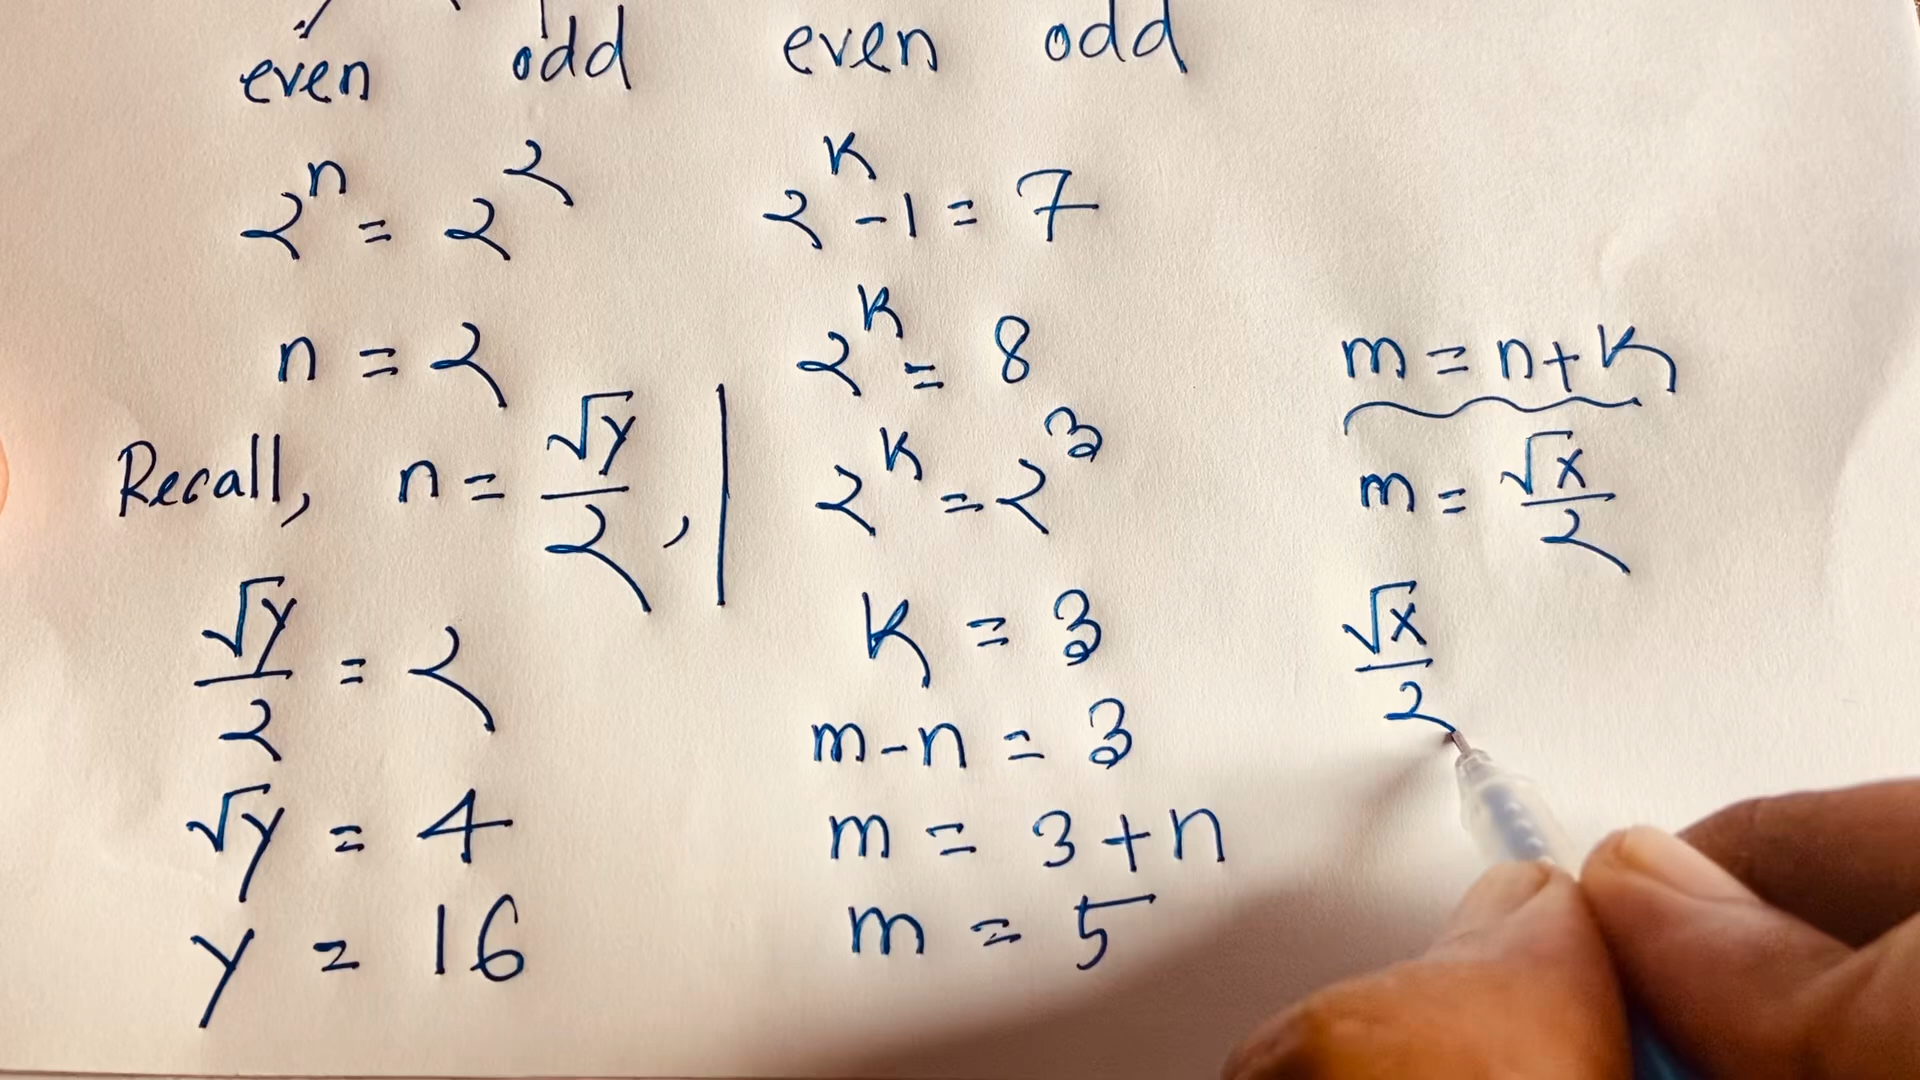 even odd even odd
2^n = 2^2
n = 2
Recall, n = √y/2,
√y/2 = 2
√y = 4
y = 16
2^k - 1 = 7
2^k = 8
2^k = 2^3
k = 3
m - n = 3
m = 3 + n
m = 5
m = n + k
m = √x/2
√x/2